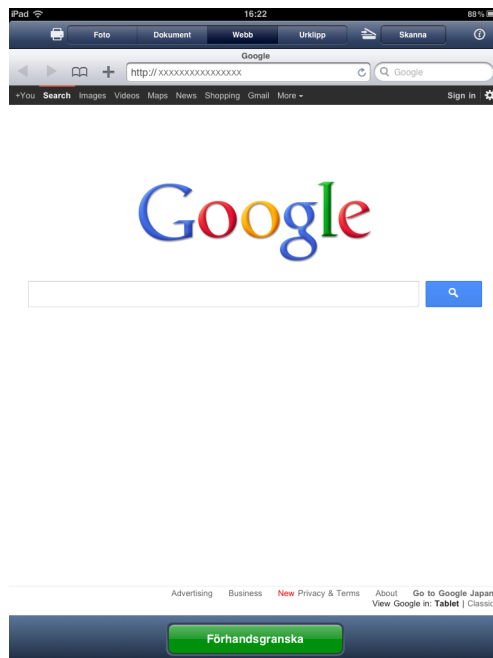 iPad 16:22 88 %
Foto Dokument Webb Urklipp Skanna
Google
http:// xxxxxxxxxxxxxxxx Google
+You Search Images Videos Maps News Shopping Gmail More Sign in
Google
Advertising Business New Privacy & Terms About Go to Google Japan
View Google in: Tablet | Classic
Förhandsgranska